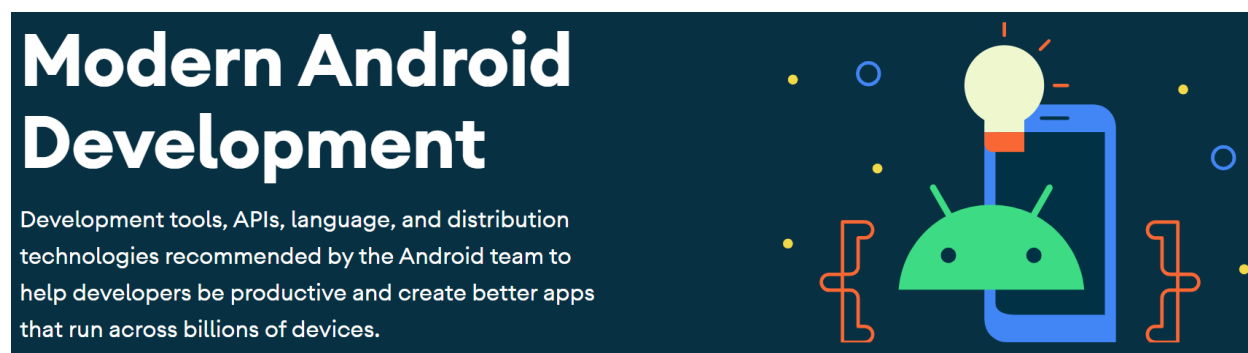 Modern Android
Development
Development tools, APIs, language, and distribution
technologies recommended by the Android team to
help developers be productive and create better apps
that run across billions of devices.